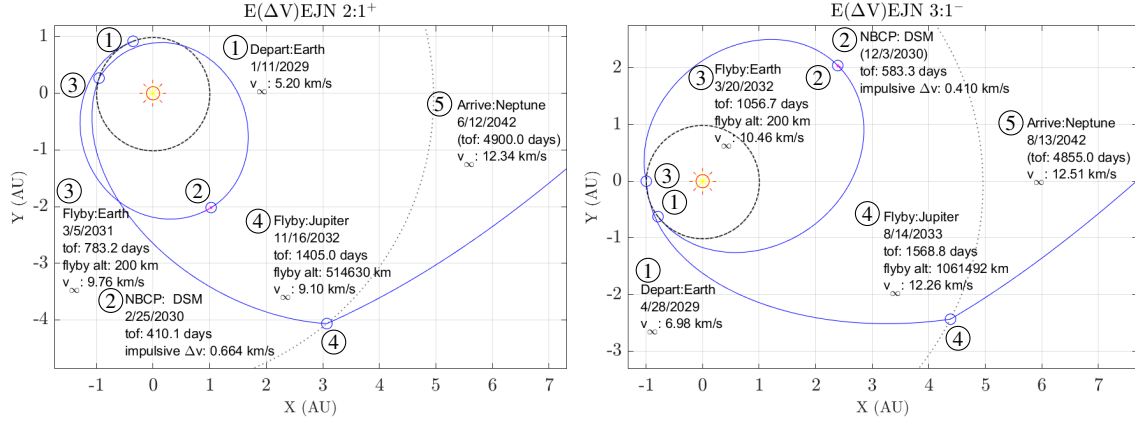 E(ΔV)EJN 2:1⁺
1
Depart:Earth
1/11/2029
v∞: 5.20 km/s
1
3
2
5
Arrive:Neptune
6/12/2042
(tof: 4900.0 days)
v∞: 12.34 km/s
3
Flyby:Earth
3/5/2031
tof: 783.2 days
flyby alt: 200 km
v∞: 9.76 km/s
4
Flyby:Jupiter
11/16/2032
tof: 1405.0 days
flyby alt: 514630 km
v∞: 9.10 km/s
2
NBCP: DSM
2/25/2030
tof: 410.1 days
impulsive Δv: 0.664 km/s
4
1
0
-1
-2
-3
-4
Y (AU)
-1 0 1 2 3 4 5 6 7
X (AU)
E(ΔV)EJN 3:1⁻
2
NBCP: DSM
(12/3/2030)
tof: 583.3 days
impulsive Δv: 0.410 km/s
2
3
Flyby:Earth
3/20/2032
tof: 1056.7 days
flyby alt: 200 km
v∞: 10.46 km/s
5
Arrive:Neptune
8/13/2042
(tof: 4855.0 days)
v∞: 12.51 km/s
3
1
4
Flyby:Jupiter
8/14/2033
tof: 1568.8 days
flyby alt: 1061492 km
v∞: 12.26 km/s
1
Depart:Earth
4/28/2029
v∞: 6.98 km/s
4
2
1
0
-1
-2
-3
Y (AU)
-1 0 1 2 3 4 5 6 7
X (AU)